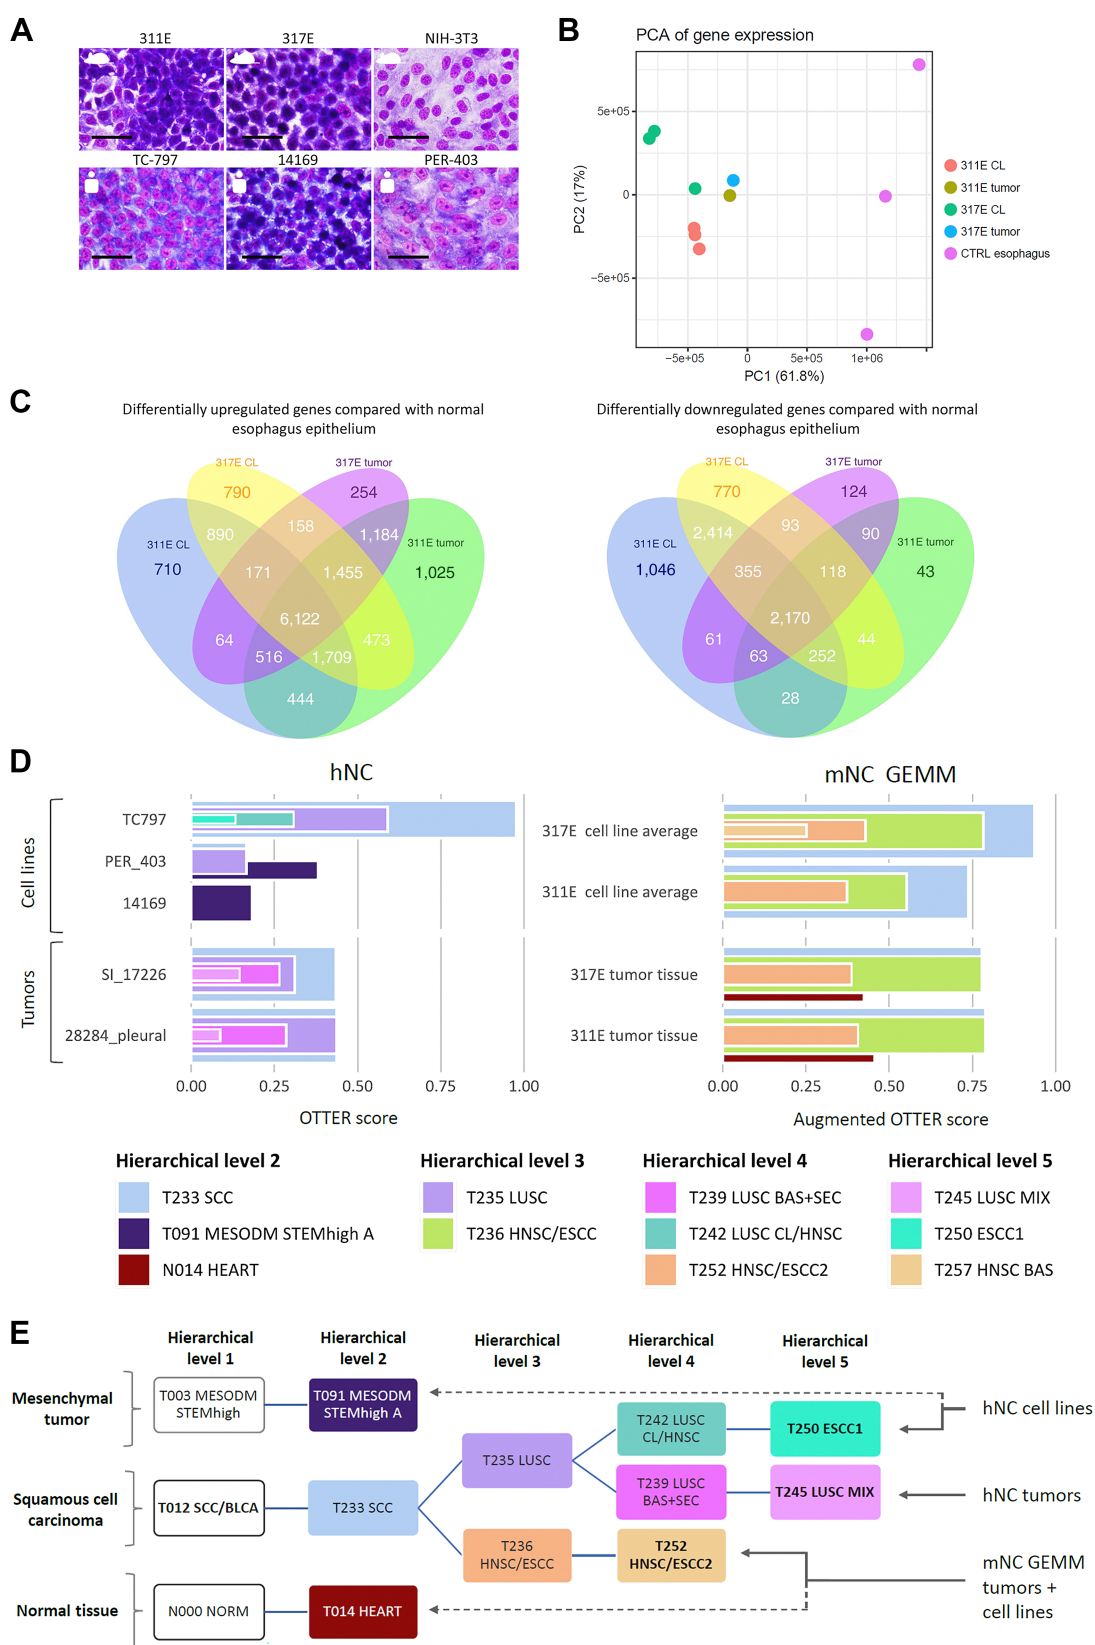 A
311E
317E
NIH-3T3
TC-797
14169
PER-403
B
PCA of gene expression
5e+05
0
−5e+05
PC2 (17%)
−5e+05
0
5e+05
1e+06
PC1 (61.8%)
311E CL
311E tumor
317E CL
317E tumor
CTRL esophagus
C
Differentially upregulated genes compared with normal
esophagus epithelium
317E CL
317E tumor
790
254
890
158
1,184
311E CL
311E tumor
710
171
1,455
1,025
6,122
64
473
516
1,709
444
Differentially downregulated genes compared with normal
esophagus epithelium
317E CL
317E tumor
770
124
2,414
93
90
311E CL
311E tumor
1,046
355
118
43
2,170
61
44
63
252
28
D
hNC
Cell lines
TC797
PER_403
14169
Tumors
SI_17226
28284_pleural
0.00
0.25
0.50
0.75
1.00
OTTER score
mNC GEMM
317E cell line average
311E cell line average
317E tumor tissue
311E tumor tissue
0.00
0.25
0.50
0.75
1.00
Augmented OTTER score
Hierarchical level 2
T233 SCC
T091 MESODM STEMhigh A
N014 HEART
Hierarchical level 3
T235 LUSC
T236 HNSC/ESCC
Hierarchical level 4
T239 LUSC BAS+SEC
T242 LUSC CL/HNSC
T252 HNSC/ESCC2
Hierarchical level 5
T245 LUSC MIX
T250 ESCC1
T257 HNSC BAS
E
Hierarchical
level 1
Hierarchical
level 2
Hierarchical
level 3
Hierarchical
level 4
Hierarchical
level 5
Mesenchymal
tumor
T003 MESODM
STEMhigh
T091 MESODM
STEMhigh A
hNC cell lines
T242 LUSC
CL/HNSC
T250 ESCC1
T235 LUSC
Squamous cell
carcinoma
T012 SCC/BLCA
T233 SCC
T239 LUSC
BAS+SEC
T245 LUSC MIX
hNC tumors
T236
HNSC/ESCC
T252
HNSC/ESCC2
mNC GEMM
tumors +
cell lines
Normal tissue
N000 NORM
T014 HEART